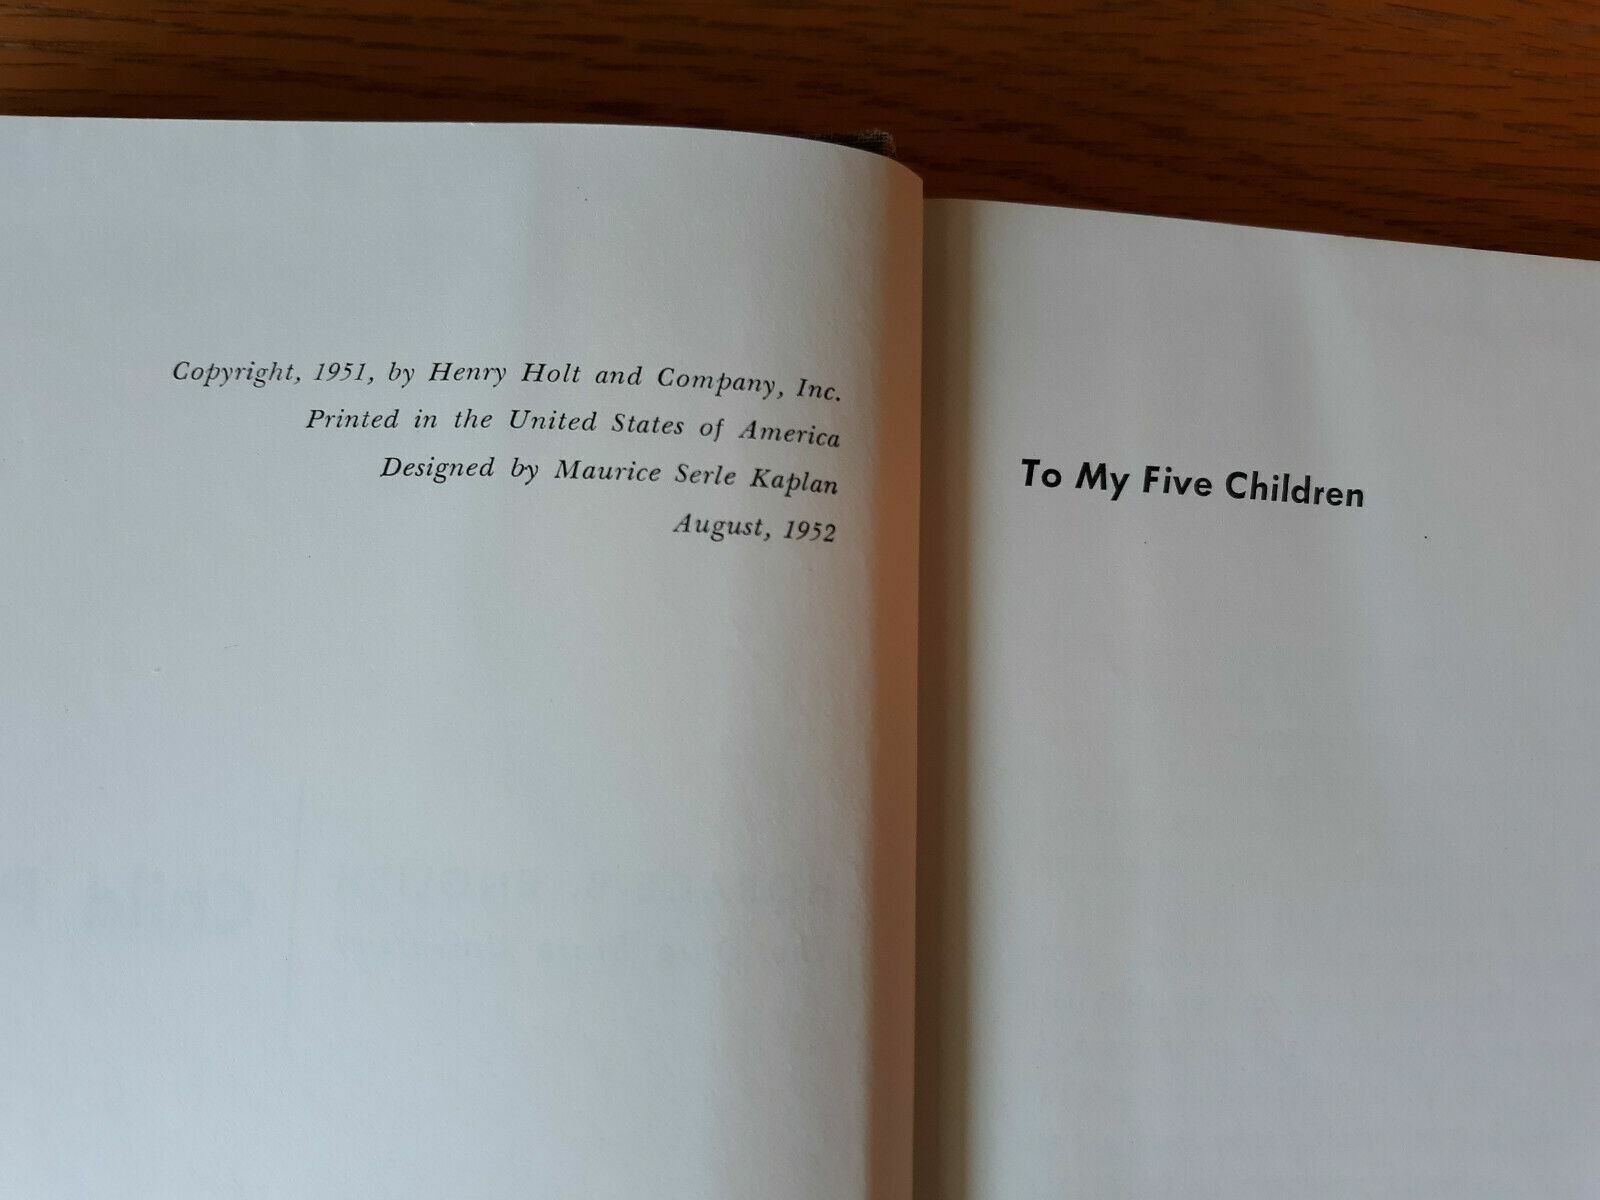 Copyright, 1951, by Henry Holt and Company, Inc.
Printed in the United States of America
Designed by Maurice Serle Kaplan
August, 1952
To My Five Children